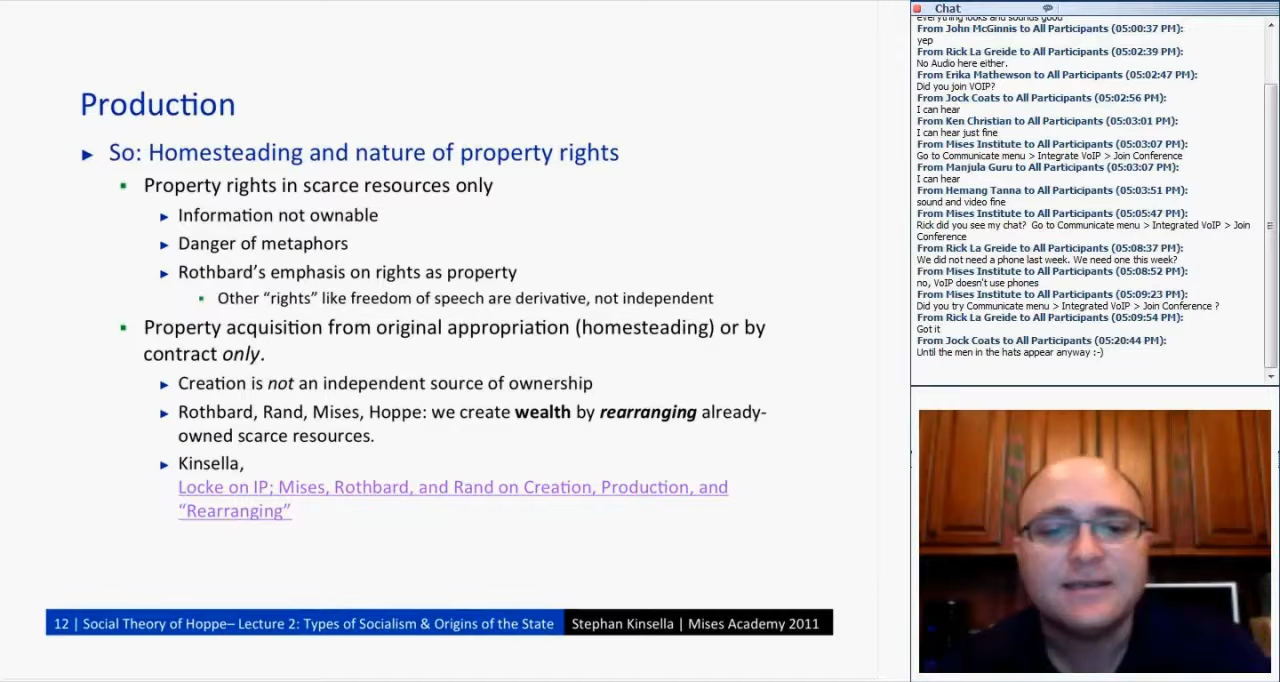 Production
So: Homesteading and nature of property rights
Property rights in scarce resources only
Information not ownable
Danger of metaphors
Rothbard’s emphasis on rights as property
Other “rights” like freedom of speech are derivative, not independent
Property acquisition from original appropriation (homesteading) or by
contract only.
Creation is not an independent source of ownership
Rothbard, Rand, Mises, Hoppe: we create wealth by rearranging already-
owned scarce resources.
Kinsella,
Locke on IP; Mises, Rothbard, and Rand on Creation, Production, and
“Rearranging”
12 | Social Theory of Hoppe– Lecture 2: Types of Socialism & Origins of the State
Stephan Kinsella | Mises Academy 2011
Chat
everything looks and sounds good
From John McGinnis to All Participants (05:00:37 PM):
yep
From Rick La Greide to All Participants (05:02:39 PM):
No Audio here either.
From Erika Mathewson to All Participants (05:02:47 PM):
Did you join VOIP?
From Jock Coats to All Participants (05:02:56 PM):
I can hear
From Ken Christian to All Participants (05:03:01 PM):
I can hear just fine
From Mises Institute to All Participants (05:03:07 PM):
Go to Communicate menu > Integrate VoIP > Join Conference
From Manjula Guru to All Participants (05:03:07 PM):
I can hear
From Hemang Tanna to All Participants (05:03:51 PM):
sound and video fine
From Mises Institute to All Participants (05:05:47 PM):
Rick did you see my chat? Go to Communicate menu > Integrated VoIP > Join
Conference
From Rick La Greide to All Participants (05:08:37 PM):
We did not need a phone last week. We need one this week?
From Mises Institute to All Participants (05:08:52 PM):
no, VoIP doesn't use phones
From Mises Institute to All Participants (05:09:23 PM):
Did you try Communicate menu > Integrated VoIP > Join Conference ?
From Rick La Greide to All Participants (05:09:54 PM):
Got it
From Jock Coats to All Participants (05:20:44 PM):
Until the men in the hats appear anyway :-)